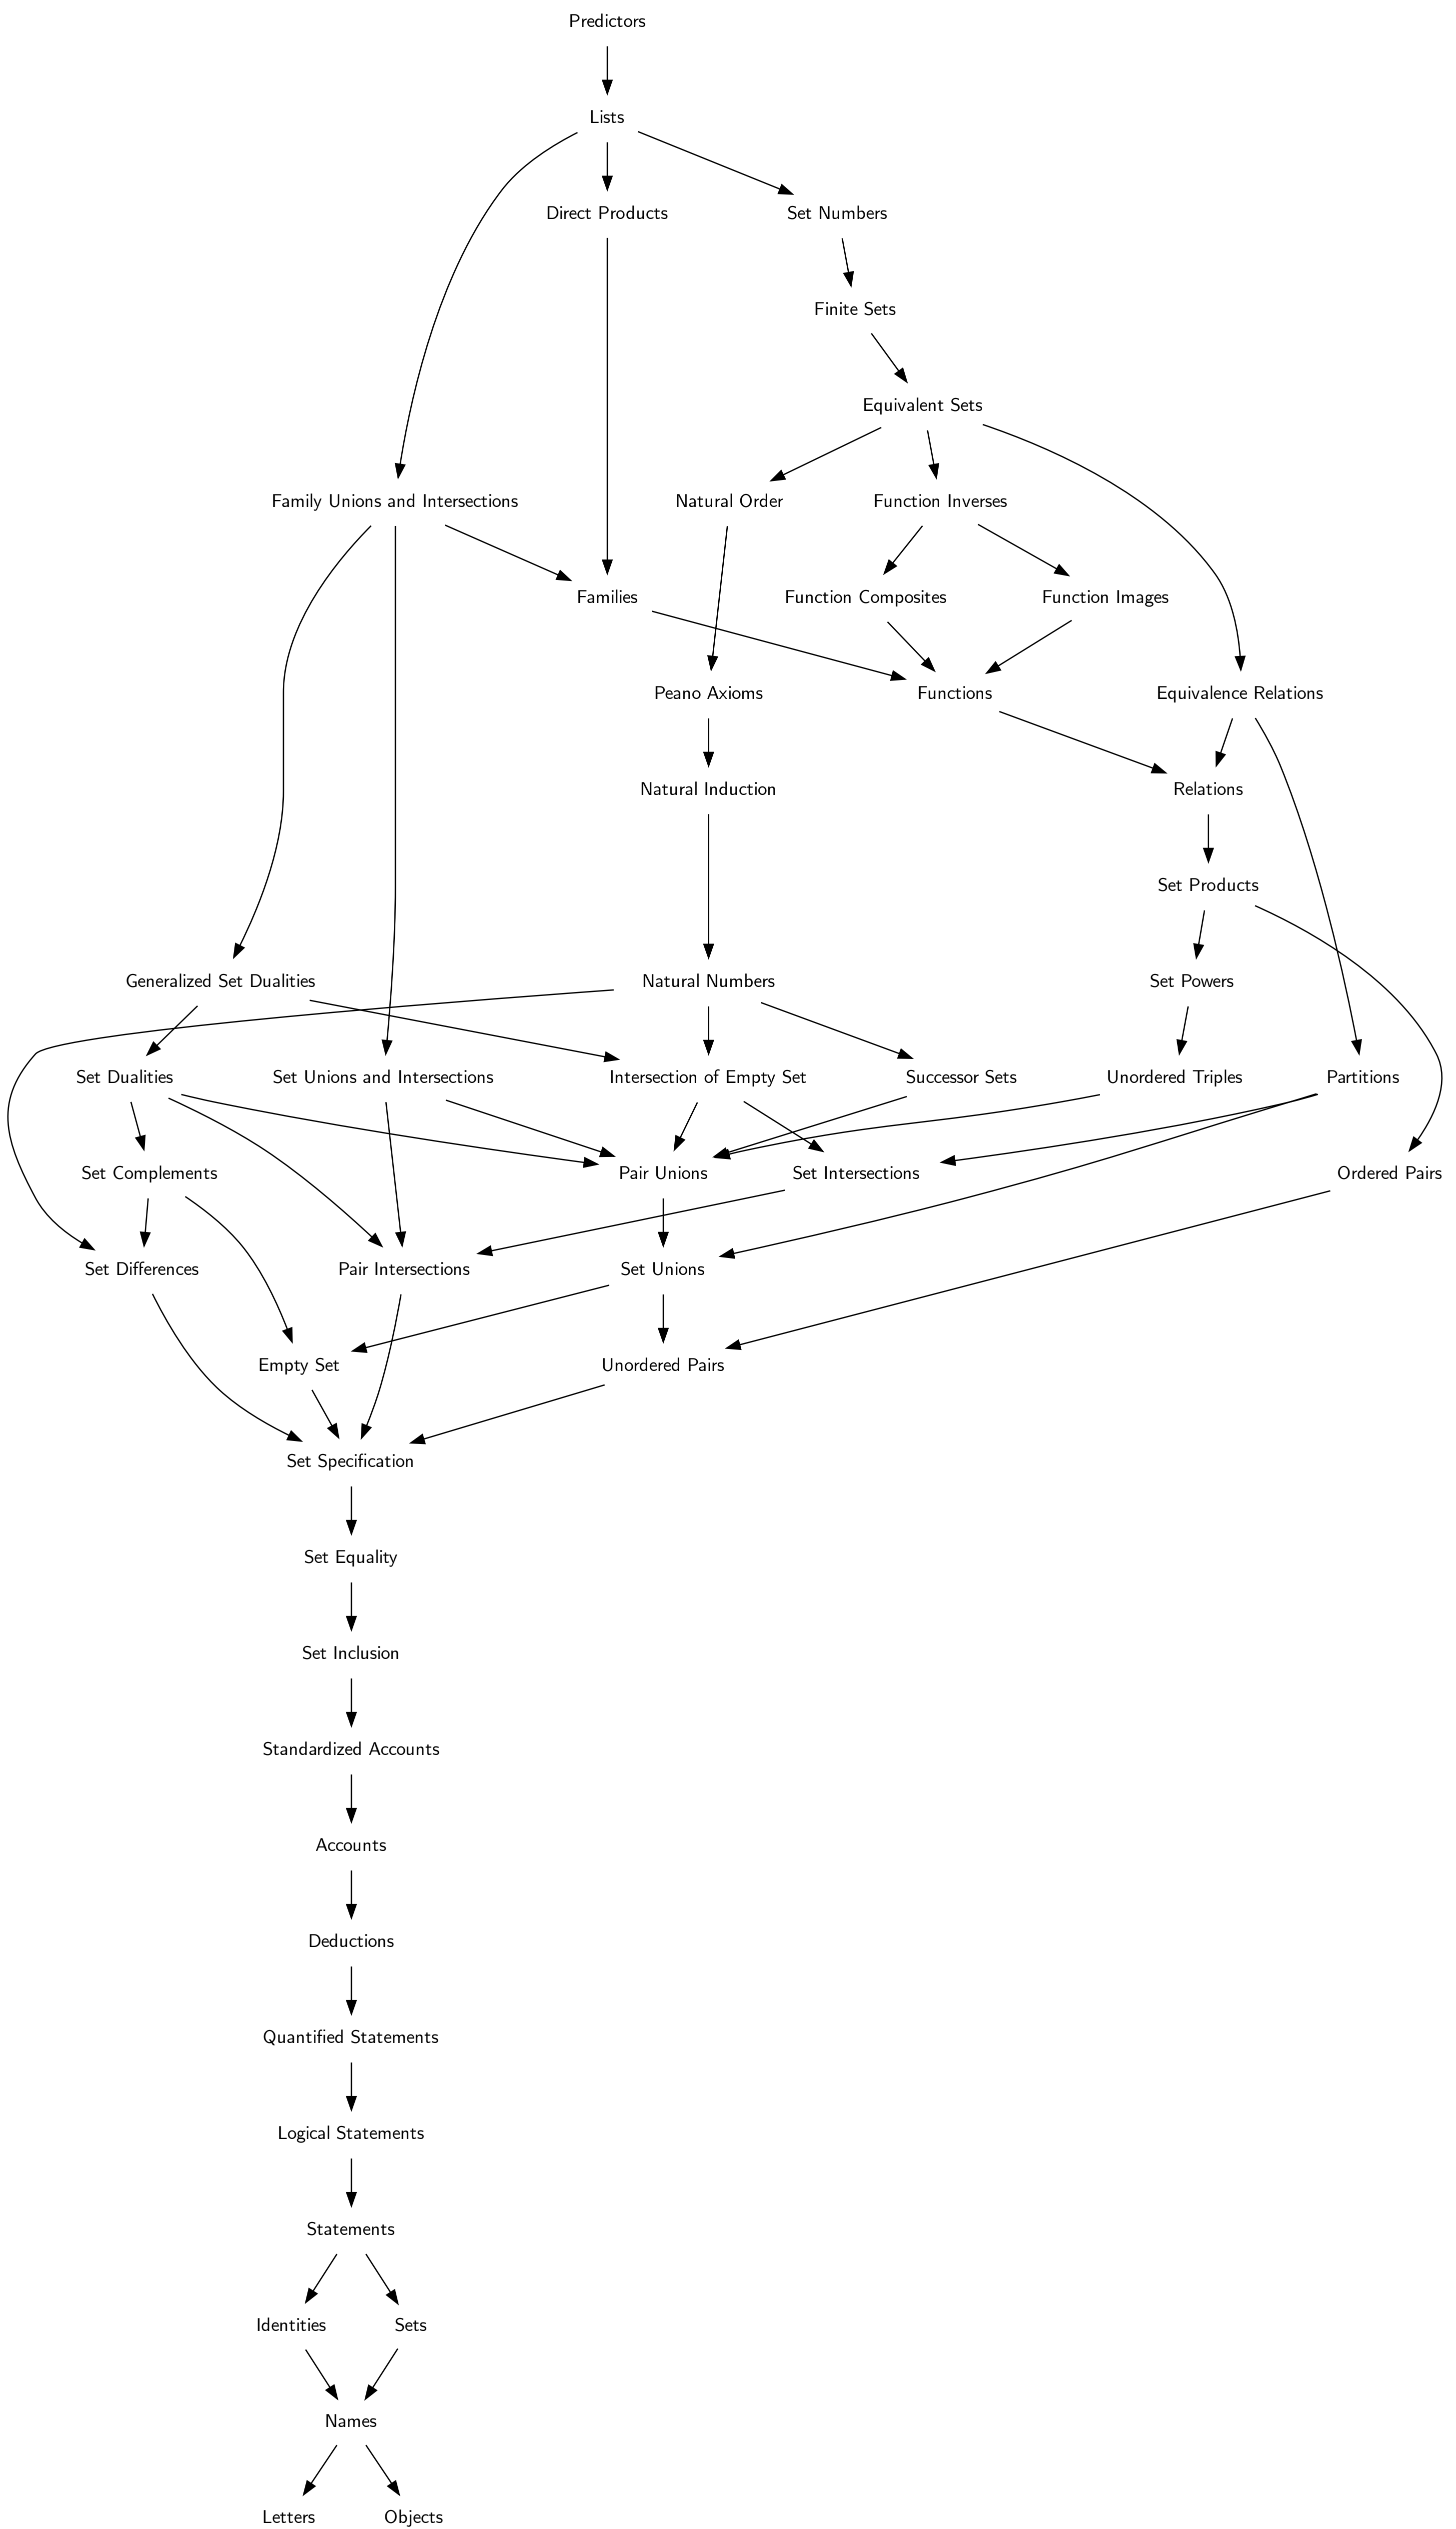 Predictors
Lists
Direct Products
Set Numbers
Finite Sets
Equivalent Sets
Family Unions and Intersections
Natural Order
Function Inverses
Families
Function Composites
Function Images
Peano Axioms
Functions
Equivalence Relations
Natural Induction
Relations
Set Products
Generalized Set Dualities
Natural Numbers
Set Powers
Set Dualities
Set Unions and Intersections
Intersection of Empty Set
Successor Sets
Unordered Triples
Partitions
Set Complements
Pair Unions
Set Intersections
Ordered Pairs
Set Differences
Pair Intersections
Set Unions
Empty Set
Unordered Pairs
Set Specification
Set Equality
Set Inclusion
Standardized Accounts
Accounts
Deductions
Quantified Statements
Logical Statements
Statements
Identities
Sets
Names
Letters
Objects